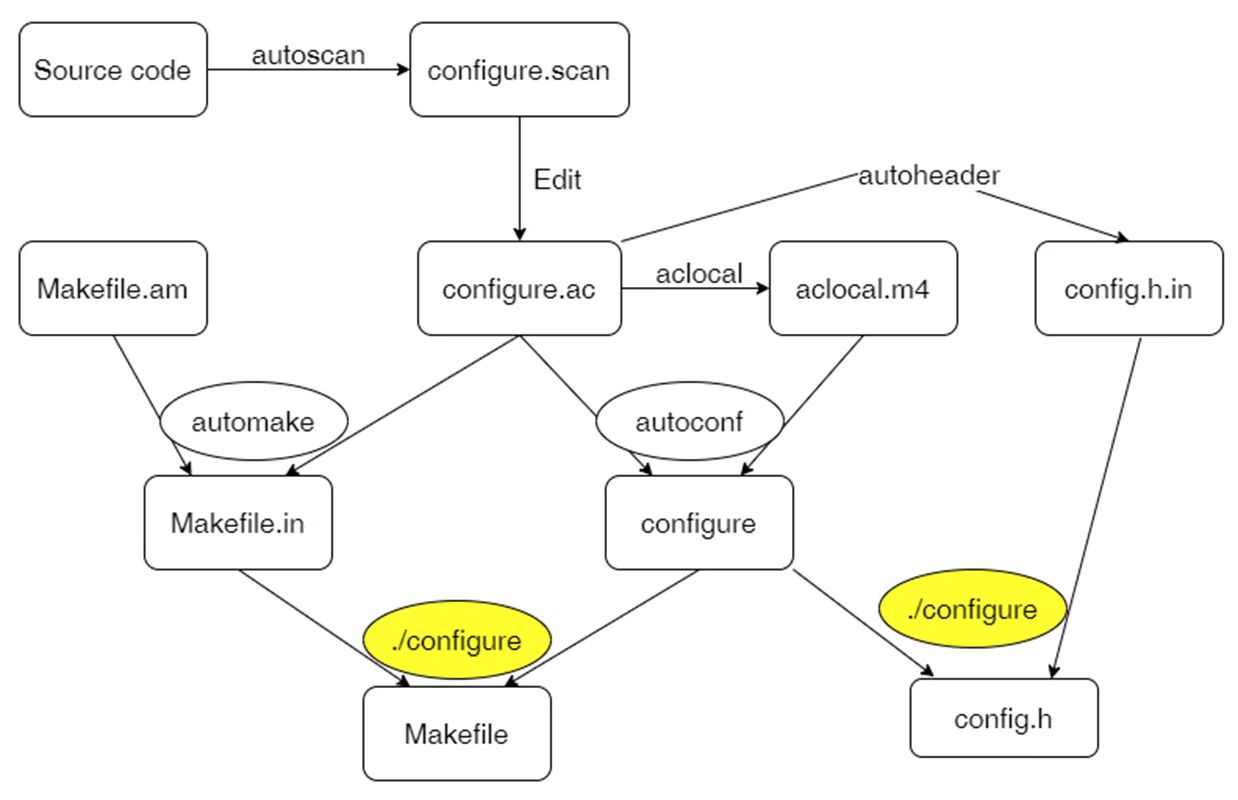 Source code
autoscan
configure.scan
Edit
autoheader
Makefile.am
configure.ac
aclocal
aclocal.m4
config.h.in
automake
autoconf
Makefile.in
configure
./configure
./configure
Makefile
config.h